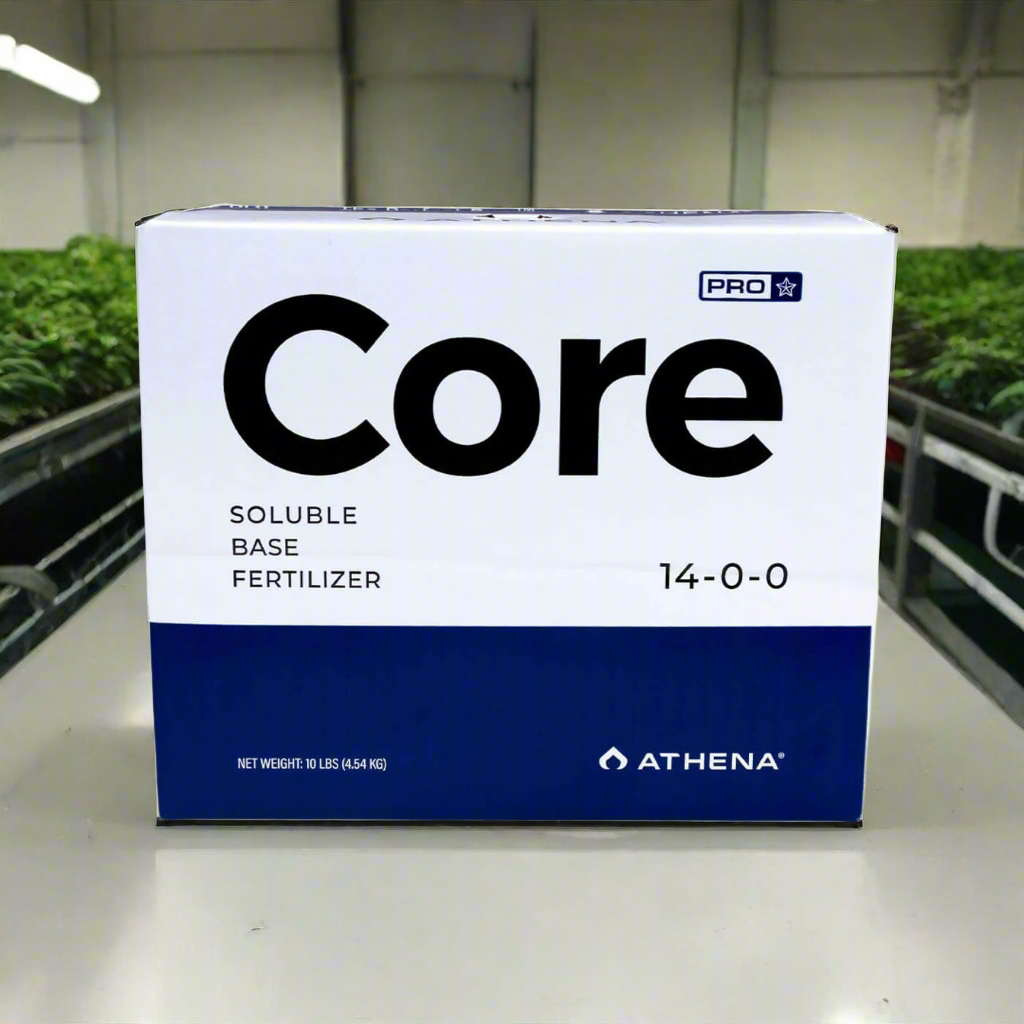 PRO
Core
SOLUBLE
BASE
FERTILIZER
14-0-0
NET WEIGHT: 10 LBS (4.54 KG)
ATHENA®